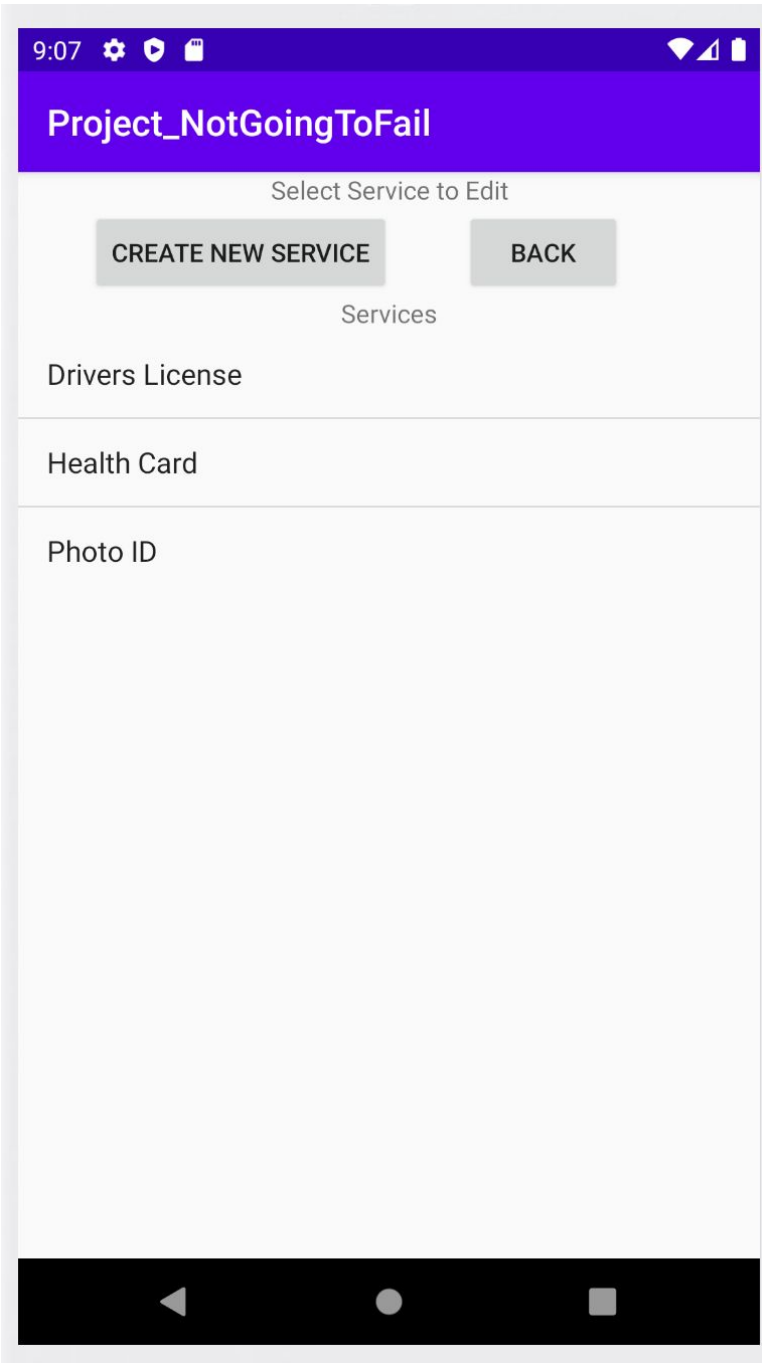 9:07
Project_NotGoingToFail
Select Service to Edit
CREATE NEW SERVICE BACK
Services
Drivers License
Health Card
Photo ID